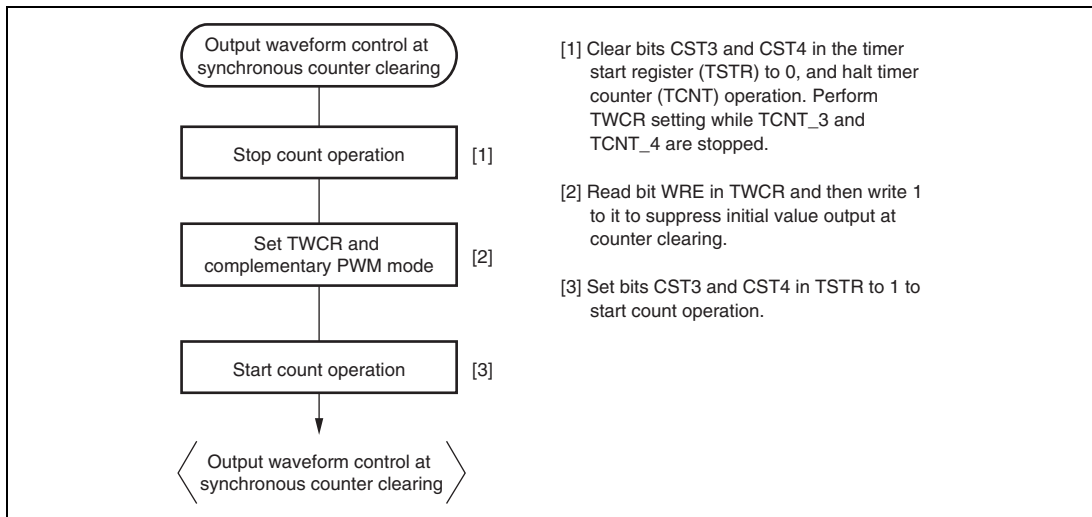 Output waveform control at
synchronous counter clearing
Stop count operation
[1]
Set TWCR and
complementary PWM mode
[2]
Start count operation
[3]
Output waveform control at
synchronous counter clearing
[1] Clear bits CST3 and CST4 in the timer
start register (TSTR) to 0, and halt timer
counter (TCNT) operation. Perform
TWCR setting while TCNT_3 and
TCNT_4 are stopped.
[2] Read bit WRE in TWCR and then write 1
to it to suppress initial value output at
counter clearing.
[3] Set bits CST3 and CST4 in TSTR to 1 to
start count operation.